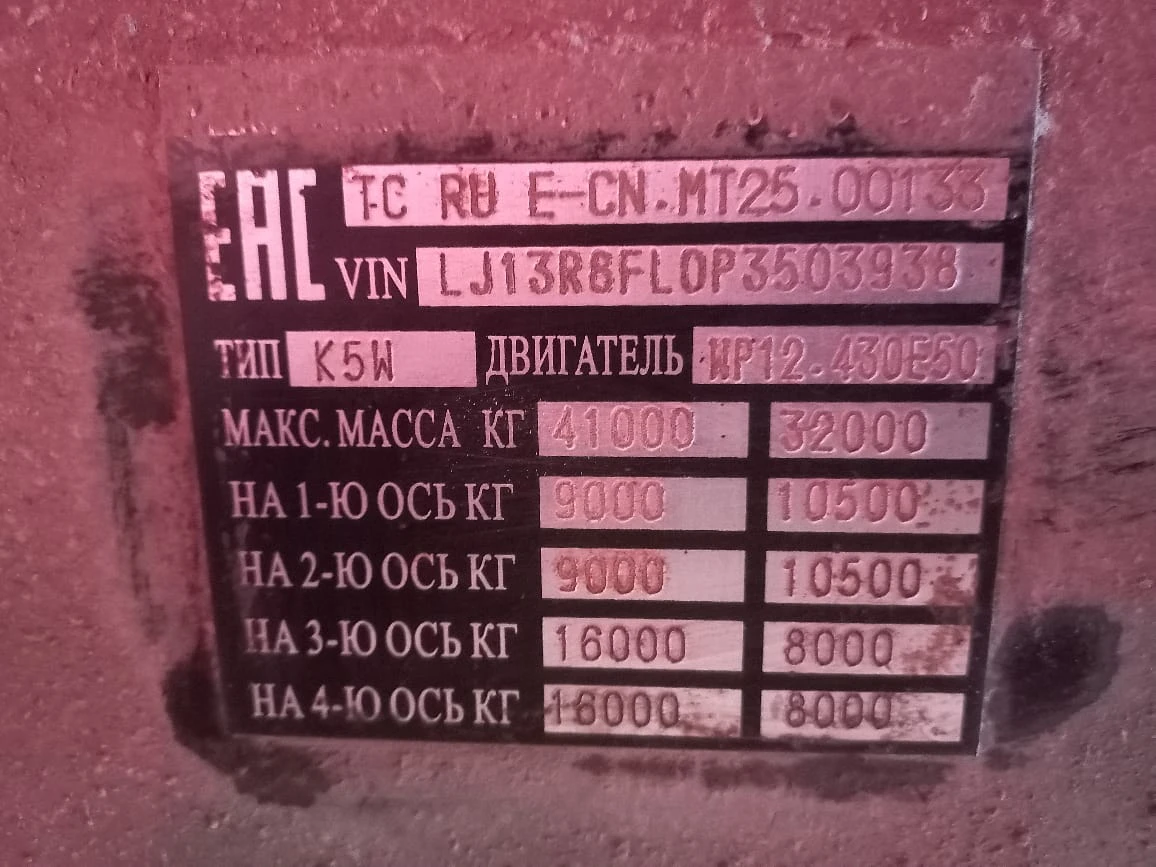 EAC ТС RU E-CN.MT25.00133
VIN LJ13R8FL0P3503938
ТИП K5W ДВИГАТЕЛЬ WP12.430E50
МАКС. МАССА КГ 41000 32000
НА 1-Ю ОСЬ КГ 9000 10500
НА 2-Ю ОСЬ КГ 9000 10500
НА 3-Ю ОСЬ КГ 16000 8000
НА 4-Ю ОСЬ КГ 16000 8000